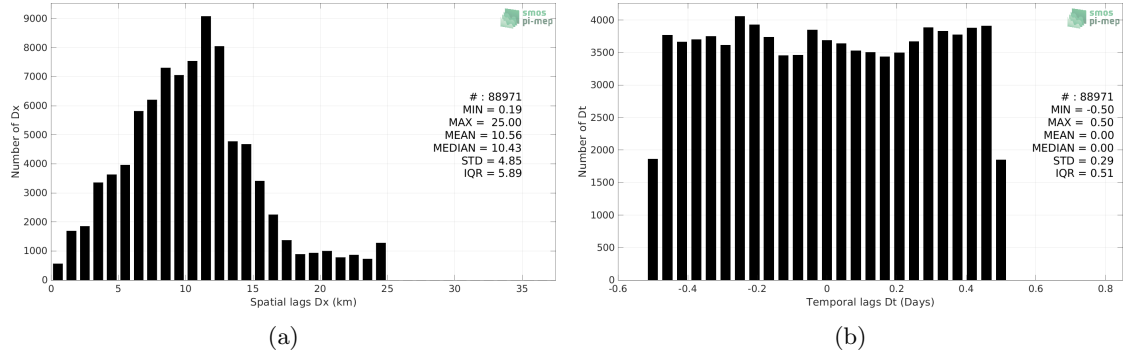 9000
8000
7000
6000
5000
4000
3000
2000
1000
0
Number of Dx
0 5 10 15 20 25 30 35
Spatial lags Dx (km)
smos
pi-mep
# : 88971
MIN = 0.19
MAX = 25.00
MEAN = 10.56
MEDIAN = 10.43
STD = 4.85
IQR = 5.89
(a)
4000
3500
3000
2500
2000
1500
1000
500
0
Number of Dt
-0.6 -0.4 -0.2 0 0.2 0.4 0.6 0.8
Temporal lags Dt (Days)
smos
pi-mep
# : 88971
MIN = -0.50
MAX = 0.50
MEAN = 0.00
MEDIAN = 0.00
STD = 0.29
IQR = 0.51
(b)